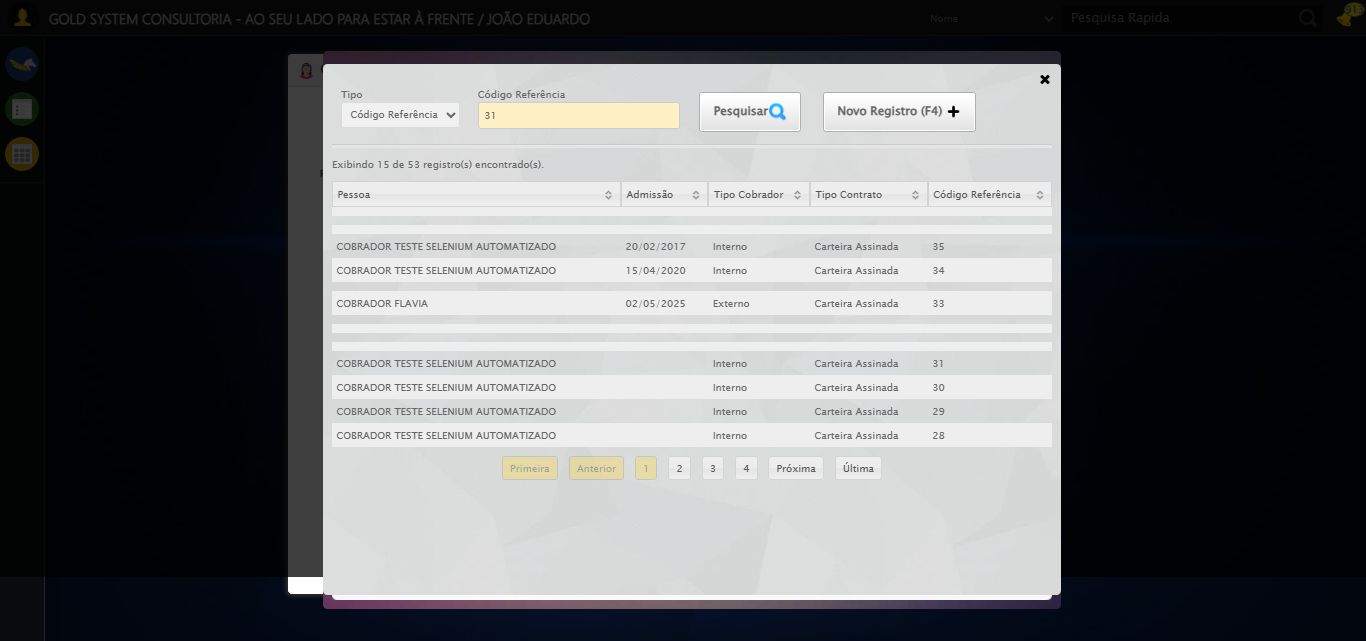 GOLD SYSTEM CONSULTORIA - AO SEU LADO PARA ESTAR À FRENTE / JOÃO EDUARDO
Nome
Pesquisa Rapida
Tipo
Código Referência
Código Referência
31
Pesquisar
Novo Registro (F4)
Exibindo 15 de 53 registro(s) encontrado(s).
Pessoa Admissão Tipo Cobrador Tipo Contrato Código Referência
COBRADOR TESTE SELENIUM AUTOMATIZADO 20/02/2017 Interno Carteira Assinada 35
COBRADOR TESTE SELENIUM AUTOMATIZADO 15/04/2020 Interno Carteira Assinada 34
COBRADOR FLAVIA 02/05/2025 Externo Carteira Assinada 33
COBRADOR TESTE SELENIUM AUTOMATIZADO Interno Carteira Assinada 31
COBRADOR TESTE SELENIUM AUTOMATIZADO Interno Carteira Assinada 30
COBRADOR TESTE SELENIUM AUTOMATIZADO Interno Carteira Assinada 29
COBRADOR TESTE SELENIUM AUTOMATIZADO Interno Carteira Assinada 28
Primeira Anterior 1 2 3 4 Próxima Última